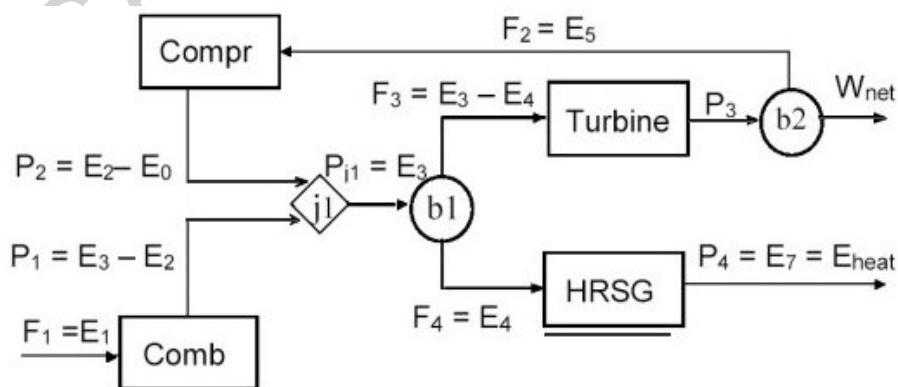 F₂ = E₅
Compr
F₃ = E₃ – E₄
Turbine
P₃
b2
Wnet
P₂ = E₂– E₀
Pj1 = E₃
j1
b1
P₁ = E₃ – E₂
P₄ = E₇ = Eheat
HRSG
F₄ = E₄
F₁ =E₁
Comb